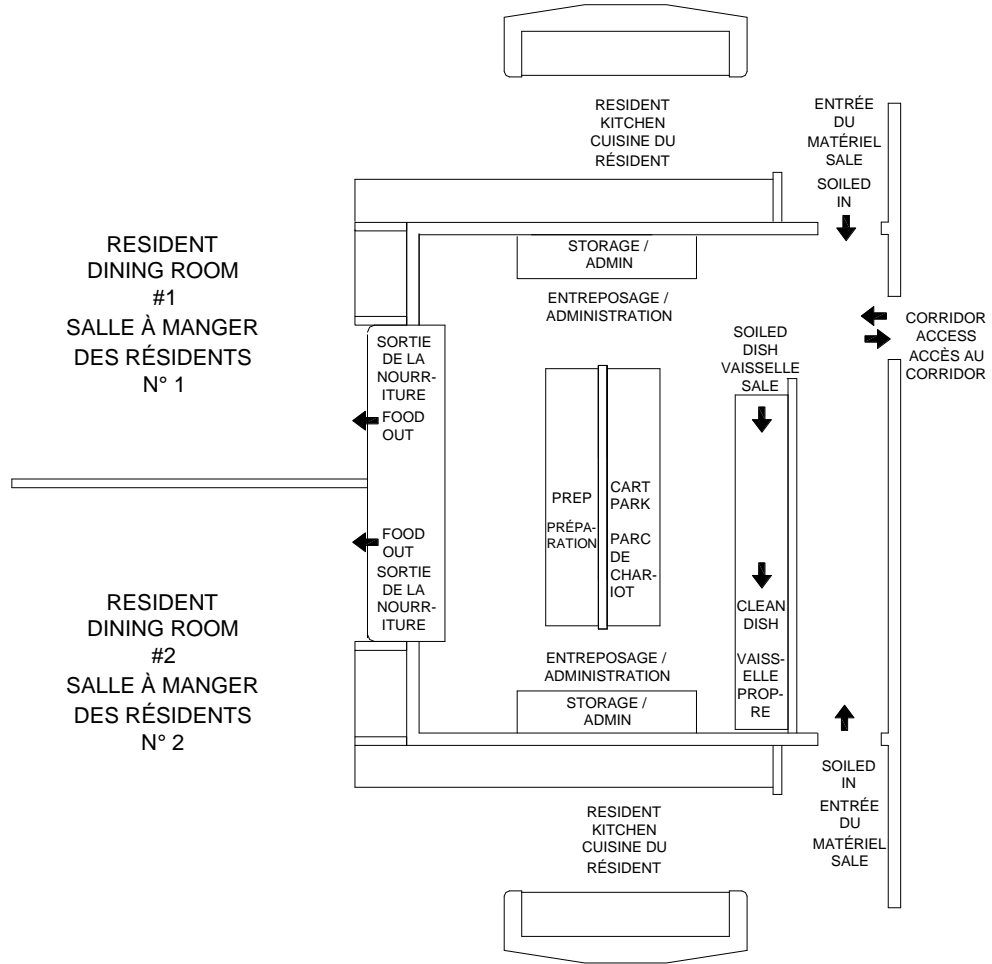 RESIDENT
KITCHEN
CUISINE DU
RÉSIDENT
ENTRÉE
DU
MATÉRIEL
SALE
SOILED
IN
RESIDENT
DINING ROOM
#1
SALLE À MANGER
DES RÉSIDENTS
N° 1
STORAGE /
ADMIN
ENTREPOSAGE /
ADMINISTRATION
SORTIE
DE LA
NOURR-
ITURE
FOOD
OUT
SOILED
DISH
VAISSELLE
SALE
CORRIDOR
ACCESS
ACCÈS AU
CORRIDOR
PREP
PRÉPA-
RATION
CART
PARK
PARC
DE
CHAR-
IOT
FOOD
OUT
SORTIE
DE LA
NOURR-
ITURE
CLEAN
DISH
VAISS-
ELLE
PROP-
RE
RESIDENT
DINING ROOM
#2
SALLE À MANGER
DES RÉSIDENTS
N° 2
ENTREPOSAGE /
ADMINISTRATION
STORAGE /
ADMIN
SOILED
IN
ENTRÉE
DU
MATÉRIEL
SALE
RESIDENT
KITCHEN
CUISINE DU
RÉSIDENT